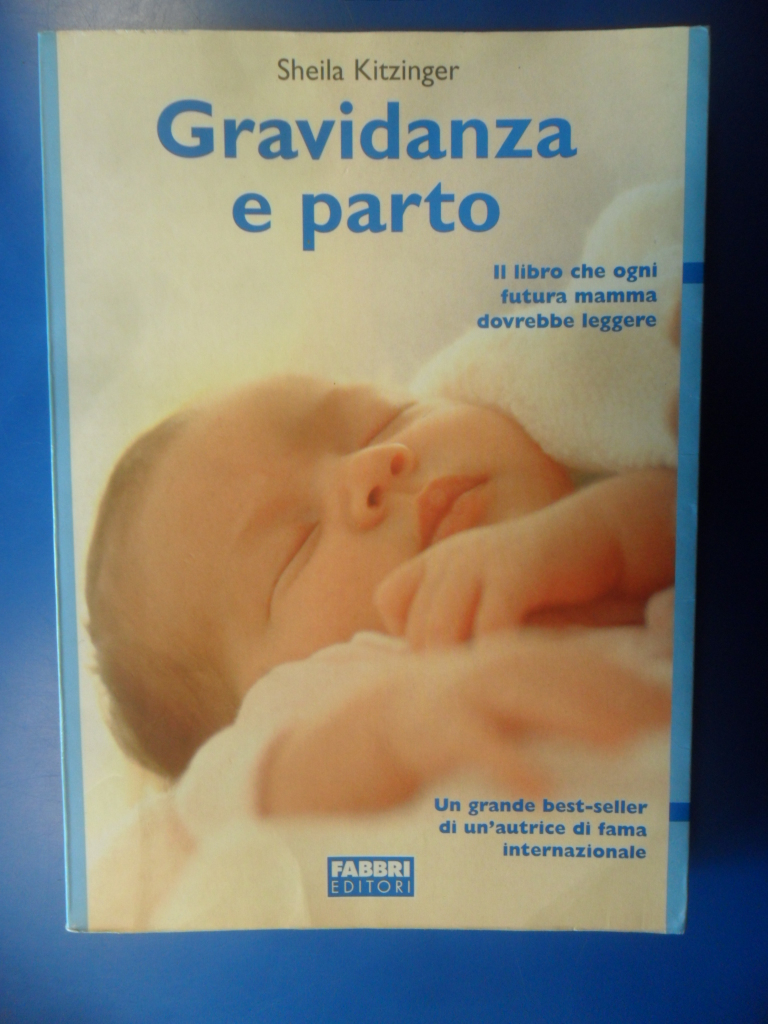 Sheila Kitzinger
Gravidanza
e parto
Il libro che ogni
futura mamma
dovrebbe leggere
Un grande best-seller
di un'autrice di fama
internazionale
FABBRI
EDITORI